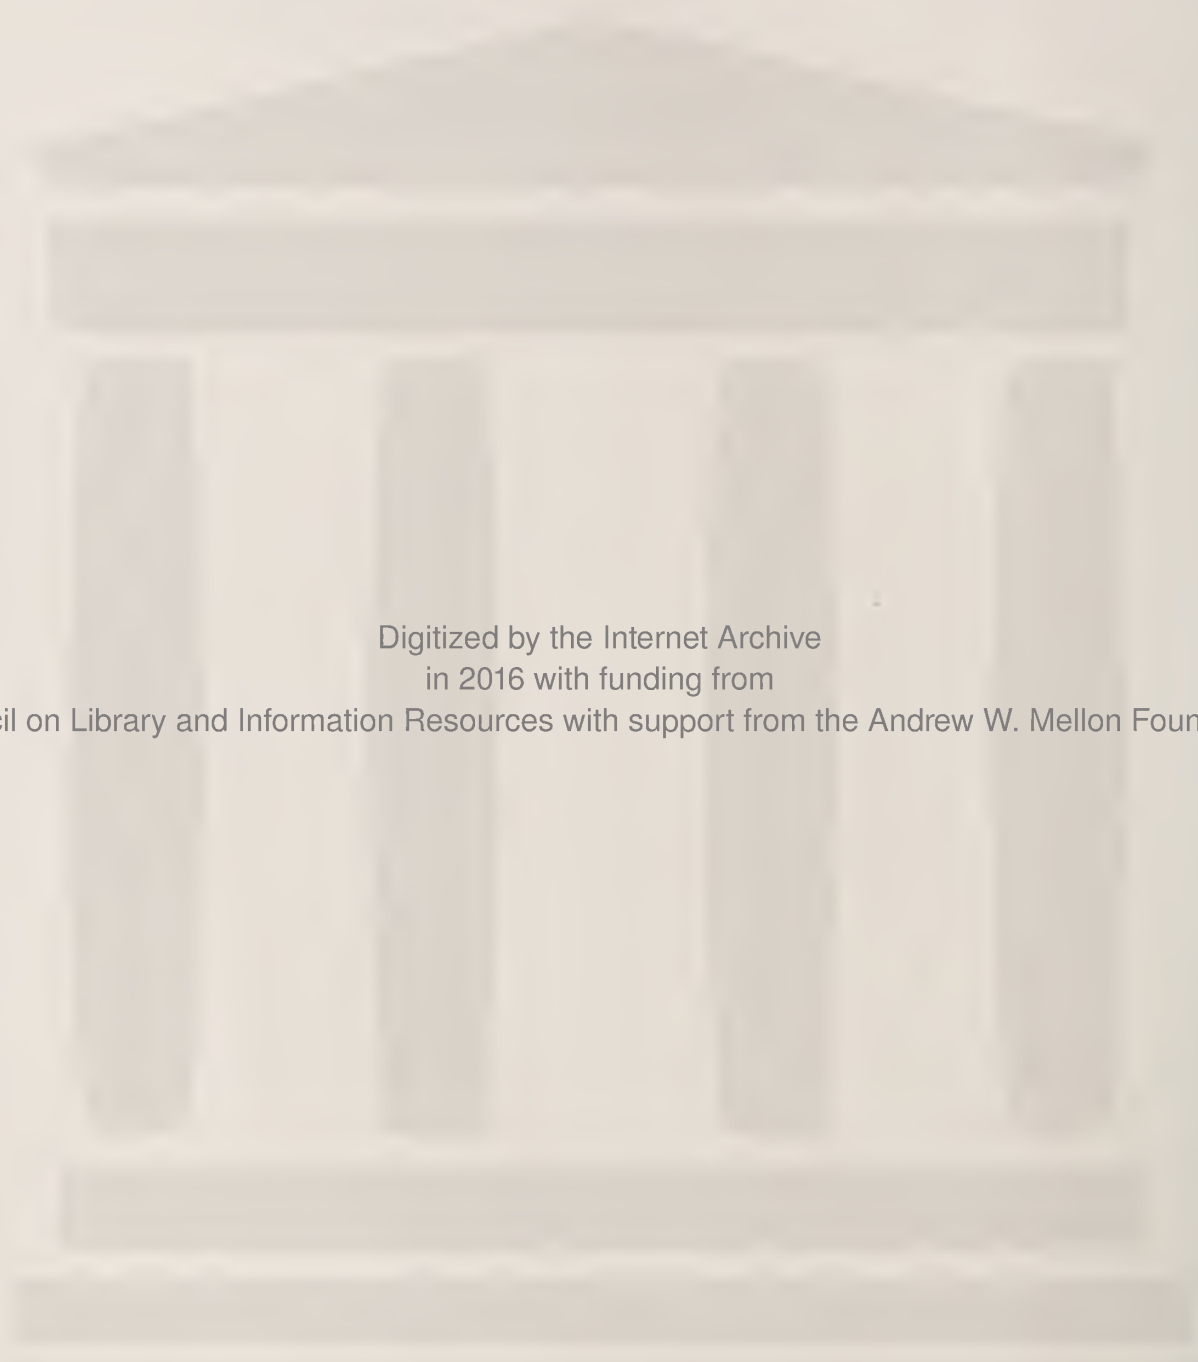 Digitized by the Internet Archive
in 2016 with funding from
on Library and Information Resources with support from the Andrew W. Mellon